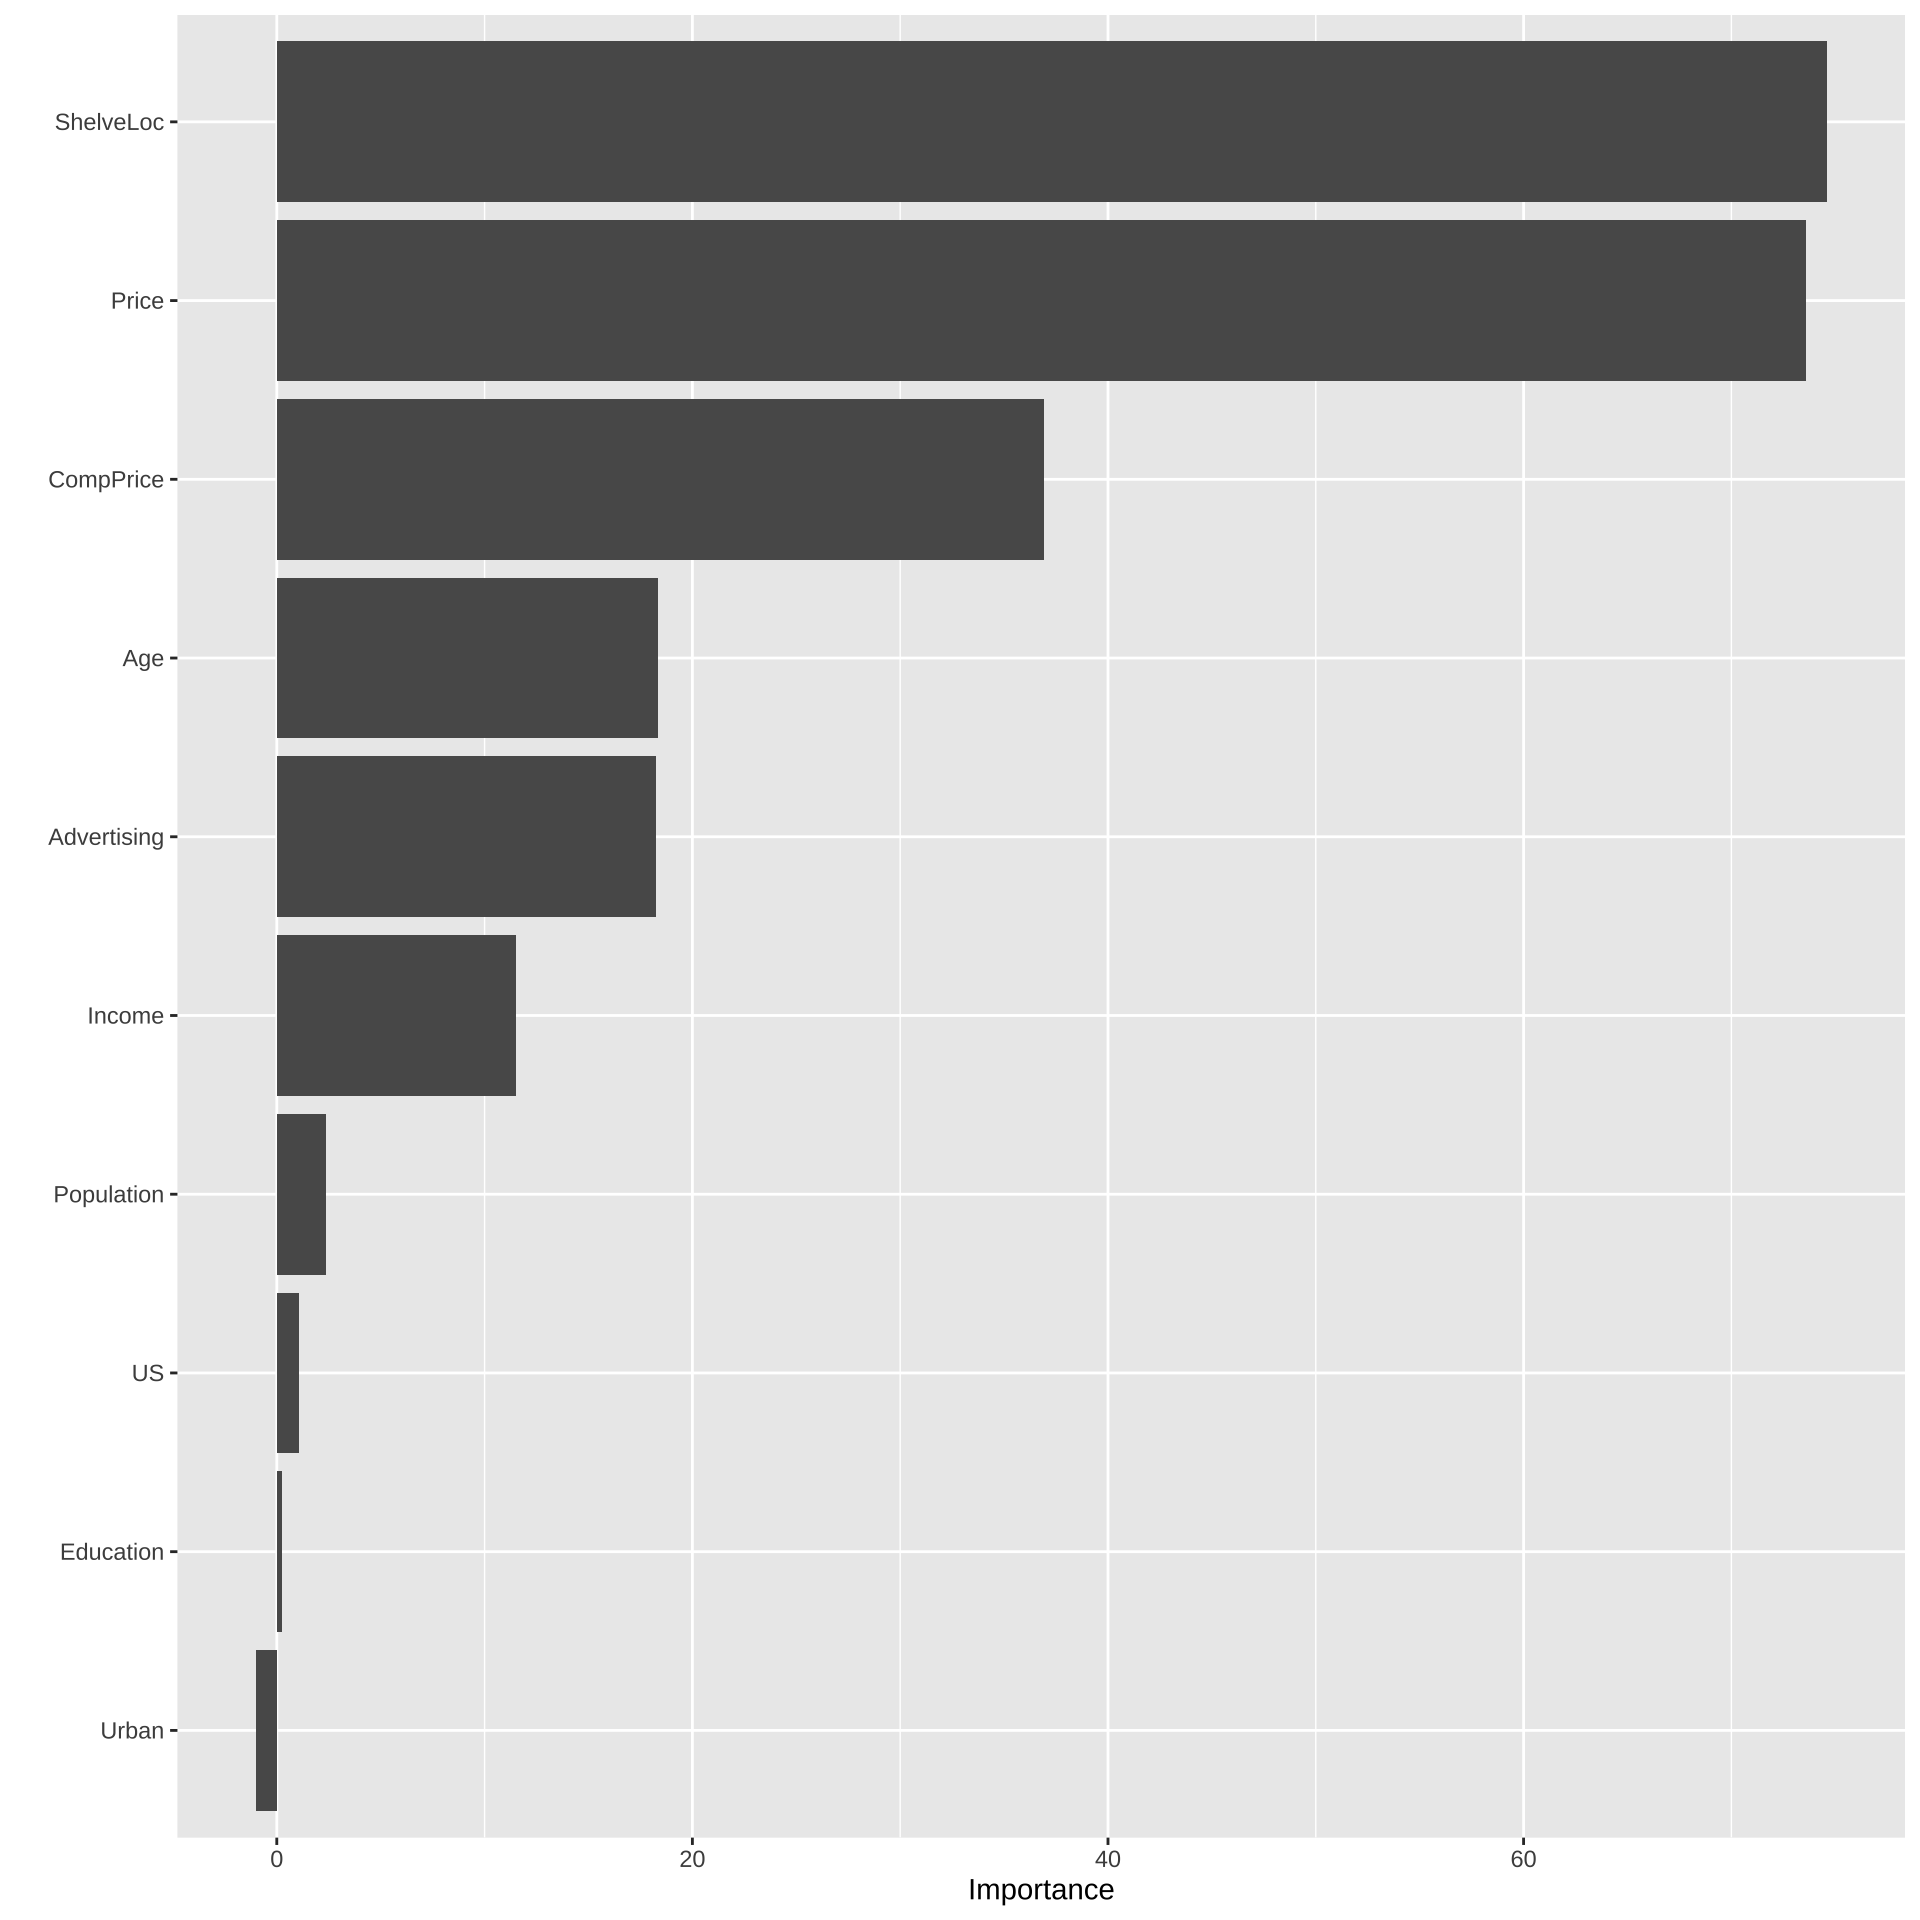 ShelveLoc
Price
CompPrice
Age
Advertising
Income
Population
US
Education
Urban
0 20 40 60
Importance